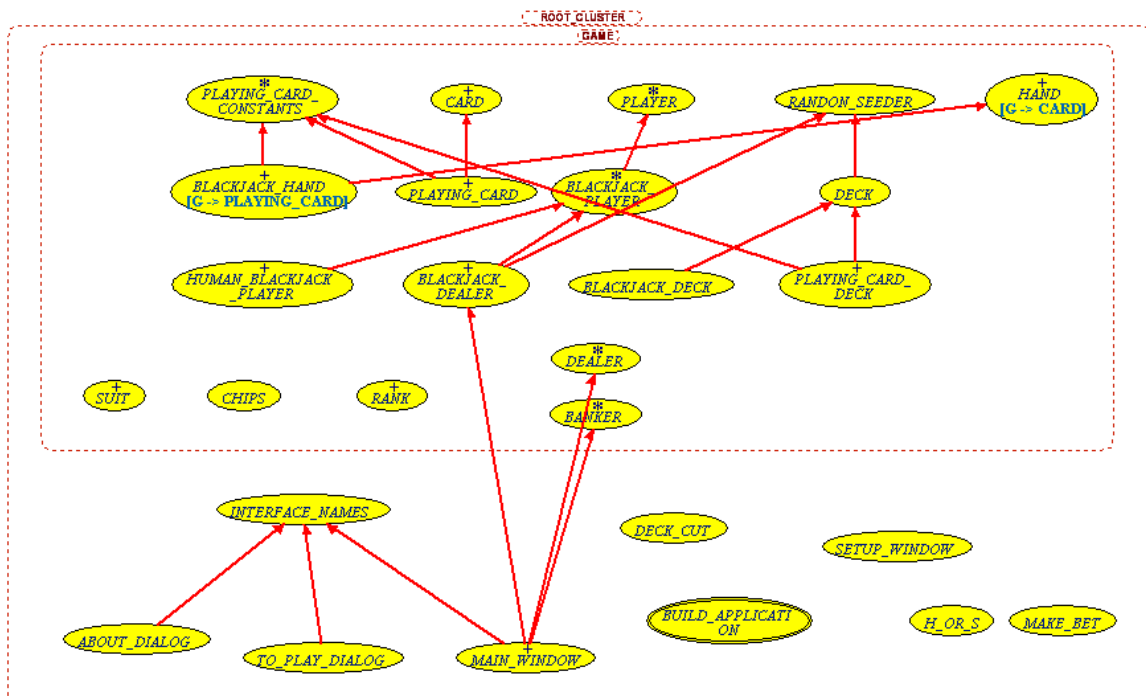 ROOT_CLUSTER
GAME
*
PLAYING_CARD_
CONSTANTS
+
CARD
*
PLAYER
RANDON_SEEDER
+
HAND
[G -> CARD]
+
BLACKJACK_HAND
[G -> PLAYING_CARD]
+
PLAYING_CARD
*
BLACKJACK_
PLAYER
DECK
+
HUMAN_BLACKJACK
_PLAYER
+
BLACKJACK_
DEALER
BLACKJACK_DECK
+
PLAYING_CARD_
DECK
*
DEALER
+
SUIT
CHIPS
+
RANK
*
BANKER
INTERFACE_NAMES
DECK_CUT
SETUP_WINDOW
ABOUT_DIALOG
TO_PLAY_DIALOG
+
MAIN_WINDOW
BUILD_APPLICATI
ON
H_OR_S
MAKE_BET